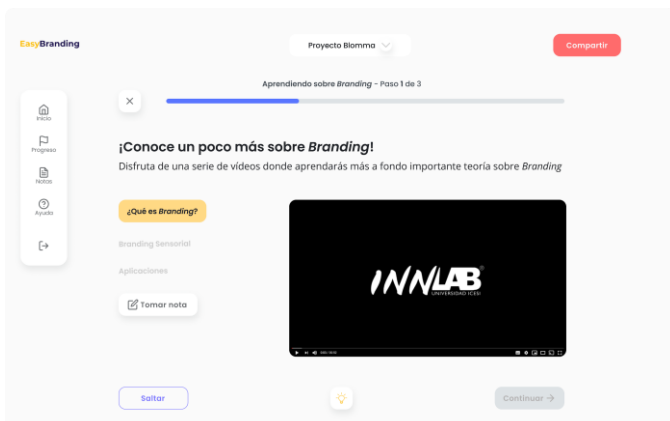 EasyBranding
Proyecto Blomma
Compartir
Aprendiendo sobre Branding - Paso 1 de 3
Inicio
Progreso
Notas
Ayuda
¡Conoce un poco más sobre Branding!
Disfruta de una serie de vídeos donde aprendarás más a fondo importante teoría sobre Branding
¿Qué es Branding?
Branding Sensorial
Aplicaciones
Tomar nota
INNLAB
UNIVERSIDAD ICESI
Saltar
Continuar →